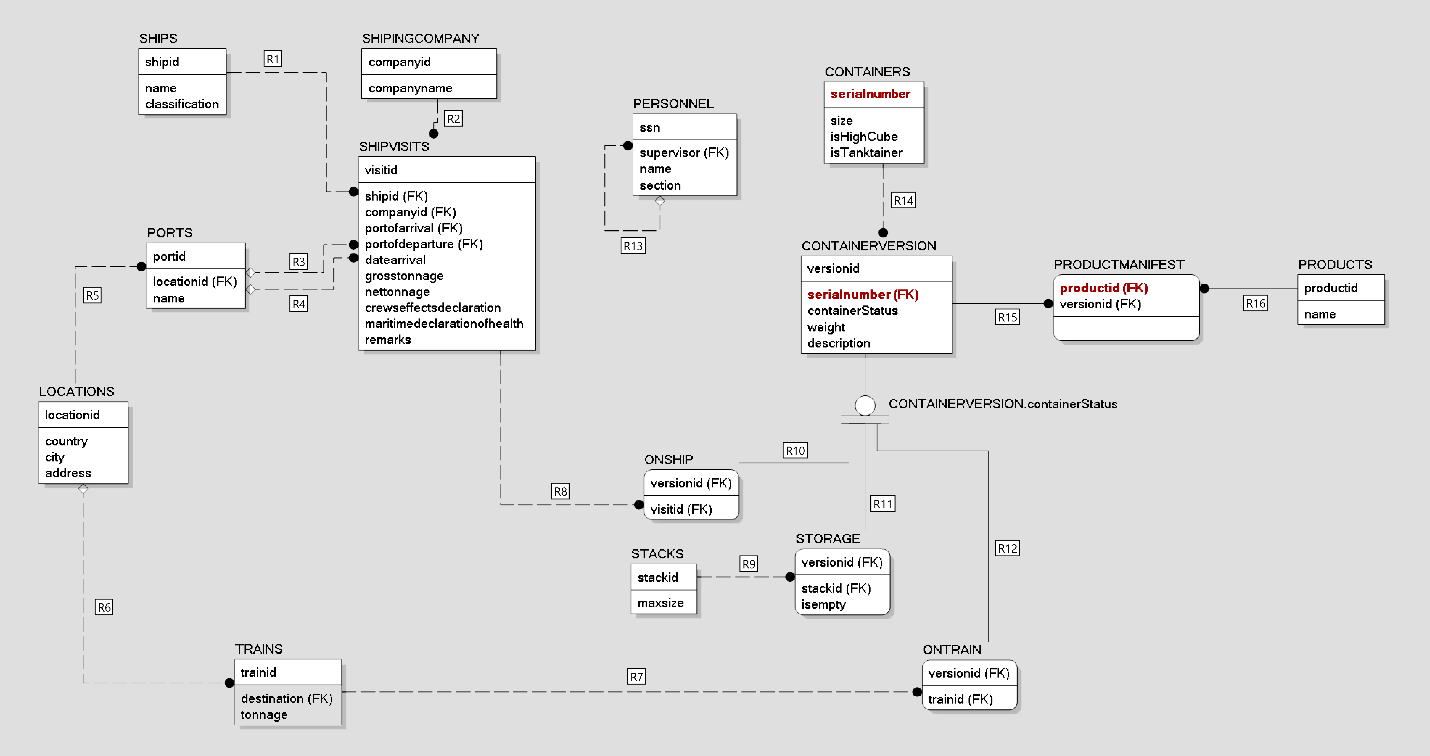 SHIPS
shipid
name
classification
R1
SHIPINGCOMPANY
companyid
companyname
R2
SHIPVISITS
visitid
shipid (FK)
companyid (FK)
portofarrival (FK)
portofdeparture (FK)
datearrival
grosstonnage
nettonnage
crewseffectsdeclaration
maritimedeclarationofhealth
remarks
PERSONNEL
ssn
supervisor (FK)
name
section
R13
CONTAINERS
serialnumber
size
isHighCube
isTanktainer
R14
PORTS
portid
locationid (FK)
name
R3
R4
R5
CONTAINERVERSION
versionid
serialnumber (FK)
containerStatus
weight
description
R15
PRODUCTMANIFEST
productid (FK)
versionid (FK)
R16
PRODUCTS
productid
name
LOCATIONS
locationid
country
city
address
CONTAINERVERSION.containerStatus
R10
ONSHIP
versionid (FK)
visitid (FK)
R8
R11
STORAGE
versionid (FK)
stackid (FK)
isempty
STACKS
stackid
maxsize
R9
R12
R6
TRAINS
trainid
destination (FK)
tonnage
R7
ONTRAIN
versionid (FK)
trainid (FK)